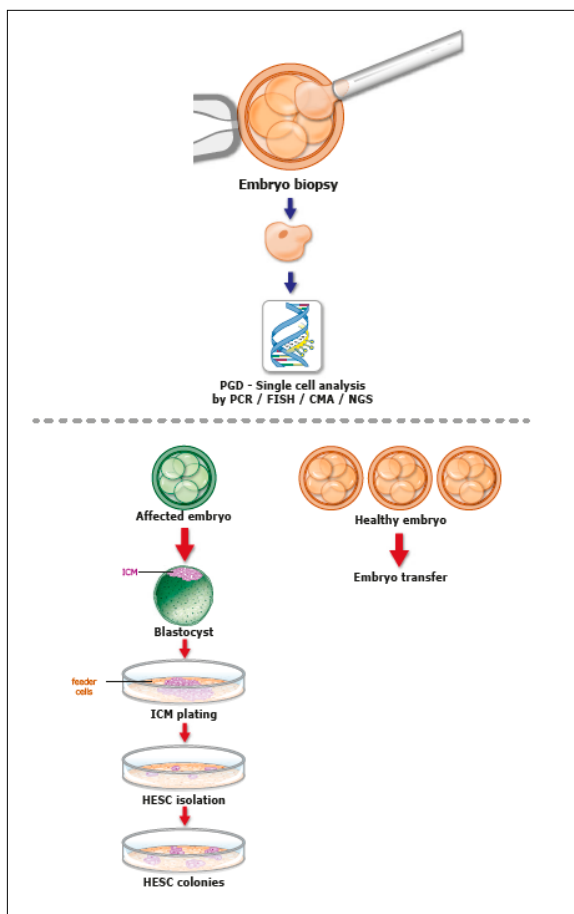 Embryo biopsy
PGD - Single cell analysis
by PCR / FISH / CMA / NGS
Affected embryo
Healthy embryo
Embryo transfer
ICM
Blastocyst
feeder
cells
ICM plating
HESC isolation
HESC colonies